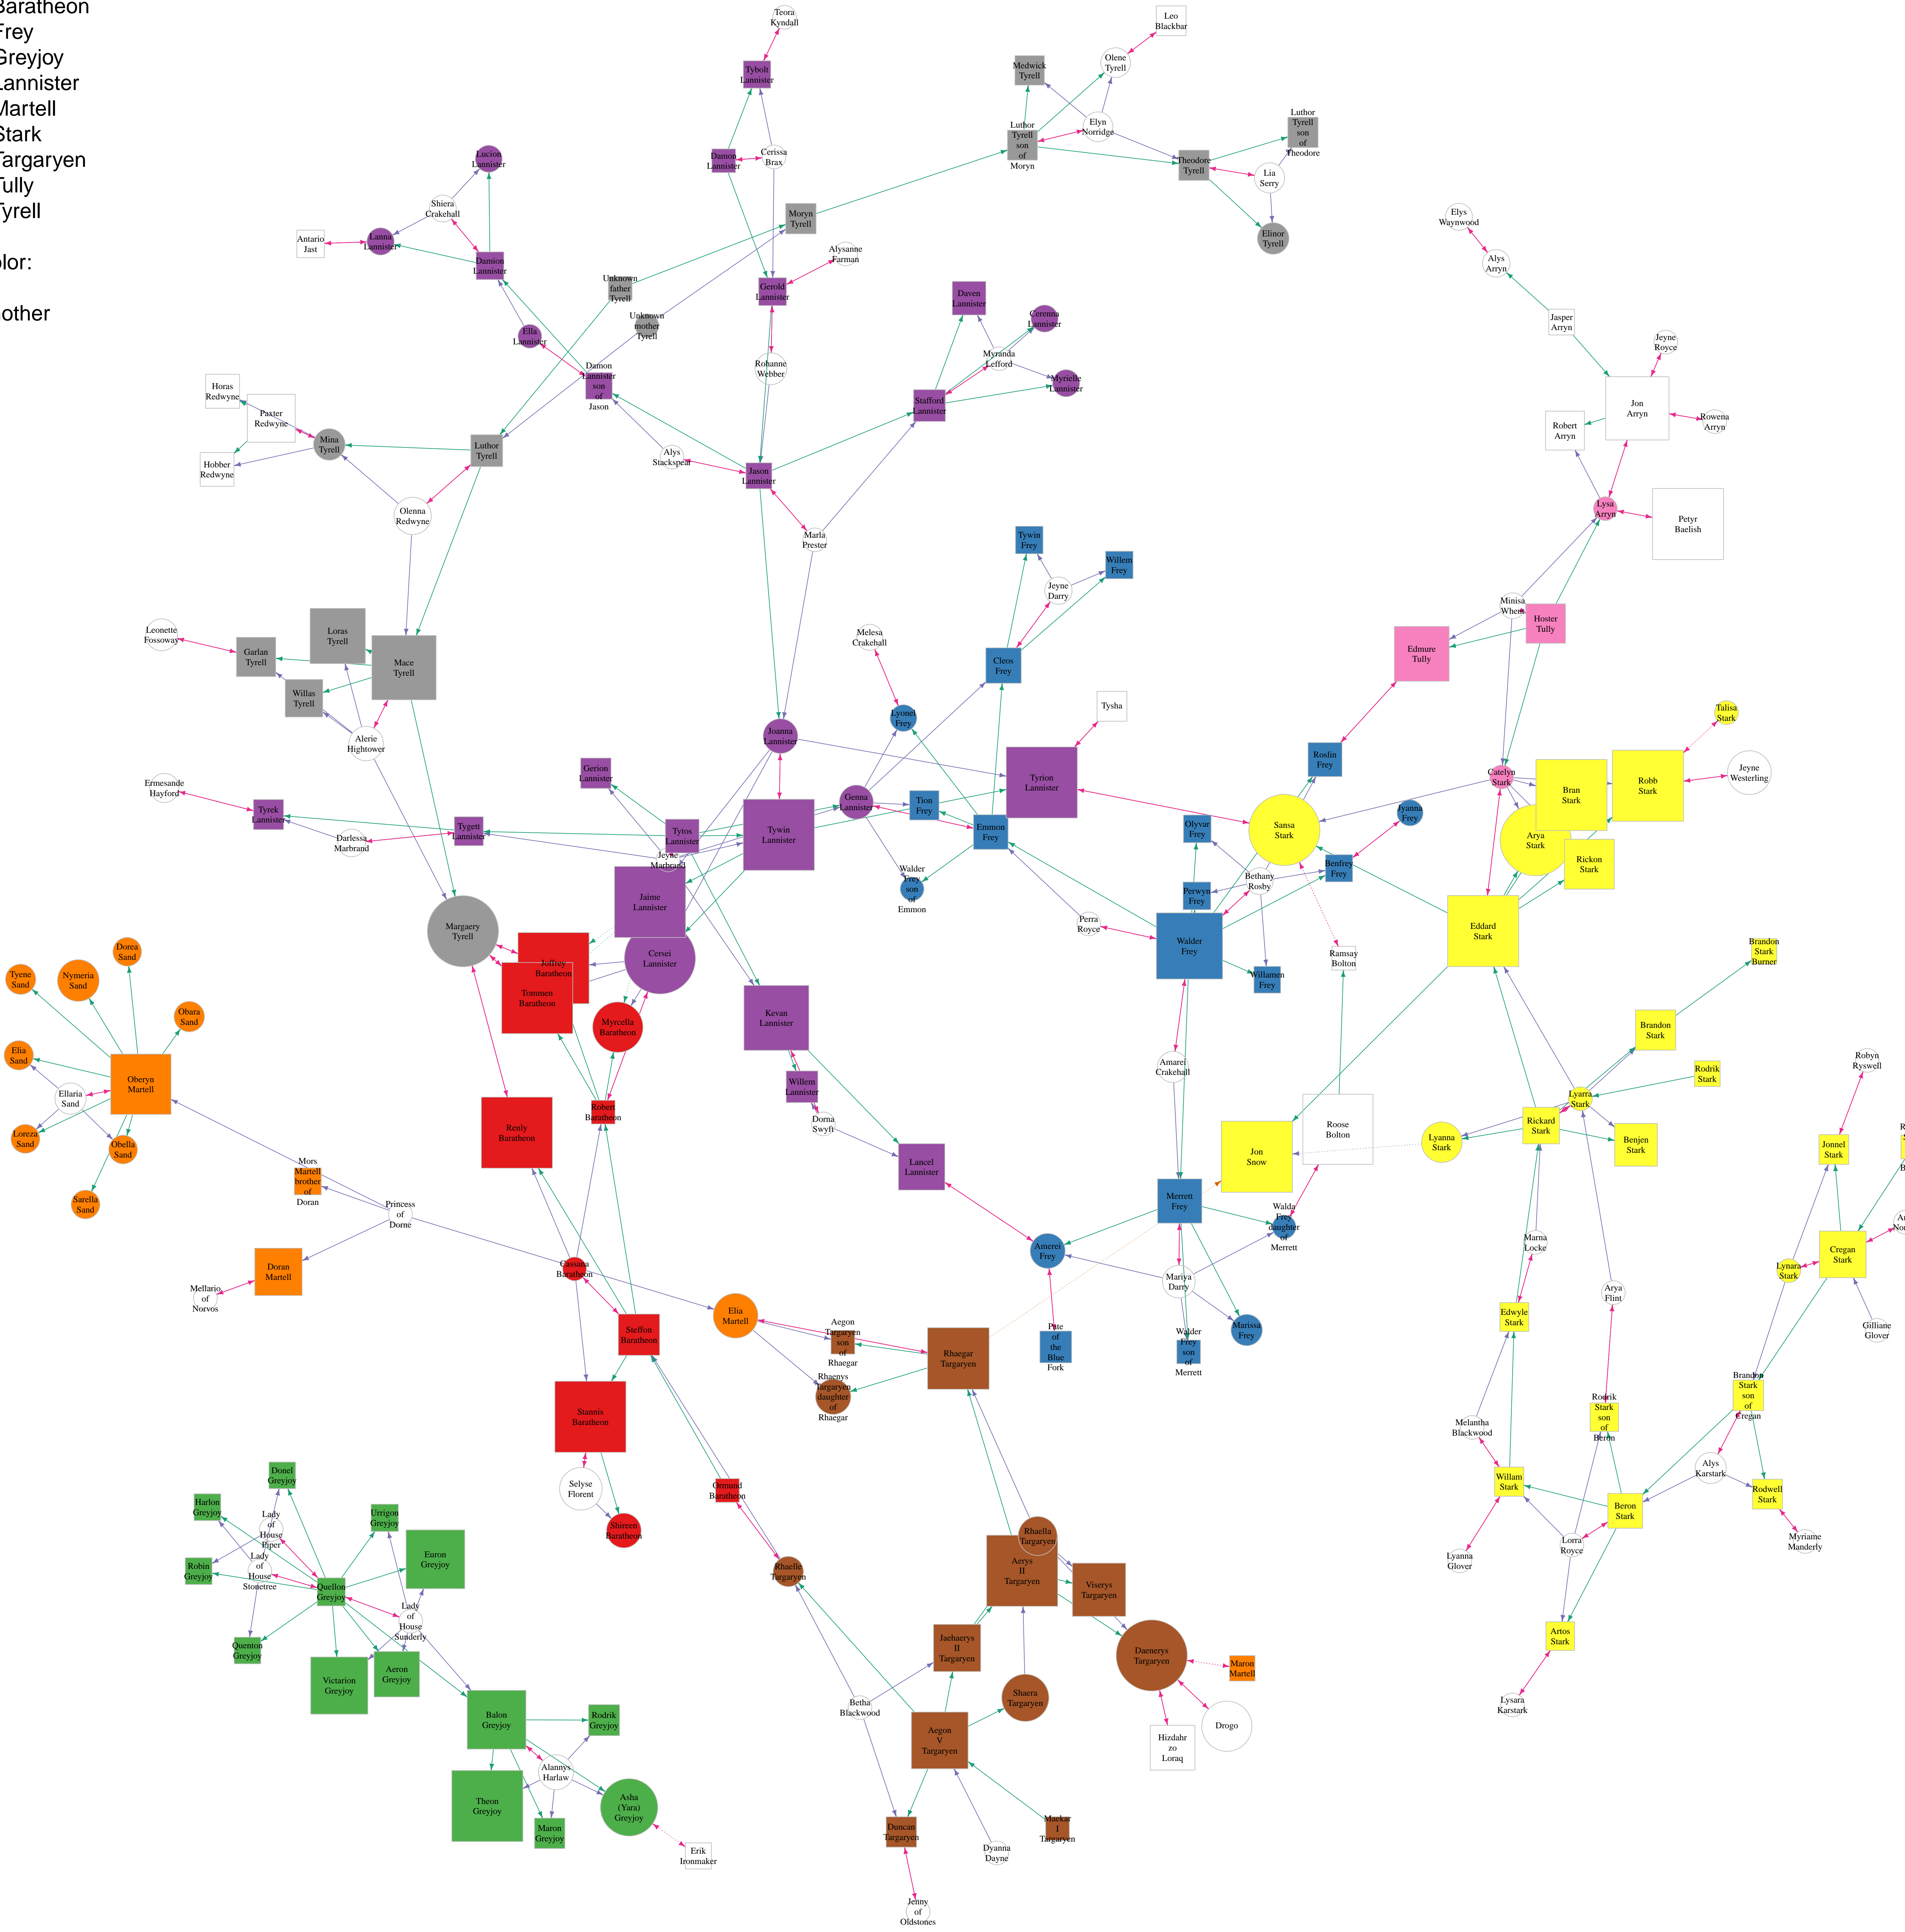 Baratheon
Frey
Greyjoy
Lannister
Martell
Stark
Targaryen
Tully
Tyrell
olor:
other
Teora
Kyndall
Leo
Blackbar
Tybolt
Lannister
Medwick
Tyrell
Olene
Tyrell
Luthor
Tyrell
son
of
Moryn
Elyn
Norridge
Luthor
Tyrell
son
of
Theodore
Damon
Lannister
Cerissa
Brax
Theodore
Tyrell
Lia
Serry
Lucion
Lannister
Shiera
Crakehall
Moryn
Tyrell
Elinor
Tyrell
Elys
Waynwood
Antario
Jast
Lanna
Lannister
Damion
Lannister
Alysanne
Farman
Alys
Arryn
Unknown
father
Tyrell
Gerold
Lannister
Daven
Lannister
Cerenna
Lannister
Jasper
Arryn
Unknown
mother
Tyrell
Ella
Lannister
Jeyne
Royce
Rohanne
Webber
Myranda
Lefford
Myrielle
Lannister
Damon
Lannister
son
of
Jason
Horas
Redwyne
Paxter
Redwyne
Stafford
Lannister
Jon
Arryn
Rowena
Arryn
Robert
Arryn
Mina
Tyrell
Luthor
Tyrell
Hobber
Redwyne
Alys
Stackspear
Jason
Lannister
Olenna
Redwyne
Lysa
Arryn
Petyr
Baelish
Marla
Prester
Tywin
Frey
Willem
Frey
Jeyne
Darry
Minisa
Whent
Hoster
Tully
Leonette
Fossoway
Loras
Tyrell
Garlan
Tyrell
Mace
Tyrell
Melesa
Crakehall
Edmure
Tully
Cleos
Frey
Willas
Tyrell
Tysha
Lyonel
Frey
Talisa
Stark
Alerie
Hightower
Joanna
Lannister
Roslin
Frey
Gerion
Lannister
Tyrion
Lannister
Catelyn
Stark
Bran
Stark
Robb
Stark
Jeyne
Westerling
Ermesande
Hayford
Tyrek
Lannister
Genna
Lannister
Tion
Frey
Jyanna
Frey
Darlessa
Marbrand
Tygett
Lannister
Tytos
Lannister
Tywin
Lannister
Emmon
Frey
Olyvar
Frey
Sansa
Stark
Arya
Stark
Rickon
Stark
Jeyne
Marbrand
Benfrey
Frey
Bethany
Rosby
Walder
Frey
son
of
Emmon
Perwyn
Frey
Jaime
Lannister
Margaery
Tyrell
Perra
Royce
Walder
Frey
Eddard
Stark
Joffrey
Baratheon
Cersei
Lannister
Ramsay
Bolton
Brandon
Stark
Burner
Dorea
Sand
Tyene
Sand
Nymeria
Sand
Tommen
Baratheon
Willamen
Frey
Obara
Sand
Myrcella
Baratheon
Kevan
Lannister
Brandon
Stark
Elia
Sand
Oberyn
Martell
Amarei
Crakehall
Rodrik
Stark
Robyn
Ryswell
Ellaria
Sand
Willem
Lannister
Lyarra
Stark
Robert
Baratheon
Dorna
Swyft
Roose
Bolton
Rickard
Stark
Renly
Baratheon
Loreza
Sand
Obella
Sand
Lyanna
Stark
Benjen
Stark
Jonnel
Stark
Jon
Snow
Lancel
Lannister
Mors
Martell
brother
of
Doran
Sarella
Sand
Princess
of
Dorne
Merrett
Frey
Walda
Frey
daughter
of
Merrett
Amerei
Frey
Marna
Locke
Cregan
Stark
Doran
Martell
Cassana
Baratheon
Mariya
Darry
Lynara
Stark
Mellario
of
Norvos
Arya
Flint
Elia
Martell
Edwyle
Stark
Gilliane
Glover
Steffon
Baratheon
Aegon
Targaryen
son
of
Rhaegar
Pate
of
the
Blue
Fork
Walder
Frey
son
of
Merrett
Marissa
Frey
Rhaegar
Targaryen
Rhaenys
Targaryen
daughter
of
Rhaegar
Brandon
Stark
son
of
Cregan
Stannis
Baratheon
Rodrik
Stark
son
of
Beron
Melantha
Blackwood
Donel
Greyjoy
Selyse
Florent
Ormund
Baratheon
Alys
Karstark
Willam
Stark
Rodwell
Stark
Harlon
Greyjoy
Urrigon
Greyjoy
Beron
Stark
Lady
of
House
Piper
Shireen
Baratheon
Rhaella
Targaryen
Myriame
Manderly
Euron
Greyjoy
Lorra
Royce
Lyanna
Glover
Robin
Greyjoy
Lady
of
House
Stonetree
Rhaelle
Targaryen
Aerys
II
Targaryen
Viserys
Targaryen
Quellon
Greyjoy
Lady
of
House
Sunderly
Artos
Stark
Quenton
Greyjoy
Jaehaerys
II
Targaryen
Daenerys
Targaryen
Maron
Martell
Victarion
Greyjoy
Aeron
Greyjoy
Shaera
Targaryen
Lysara
Karstark
Balon
Greyjoy
Rodrik
Greyjoy
Betha
Blackwood
Drogo
Aegon
V
Targaryen
Hizdahr
zo
Loraq
Alannys
Harlaw
Theon
Greyjoy
Asha
(Yara)
Greyjoy
Maron
Greyjoy
Duncan
Targaryen
Maekar
I
Targaryen
Erik
Ironmaker
Dyanna
Dayne
Jenny
of
Oldstones